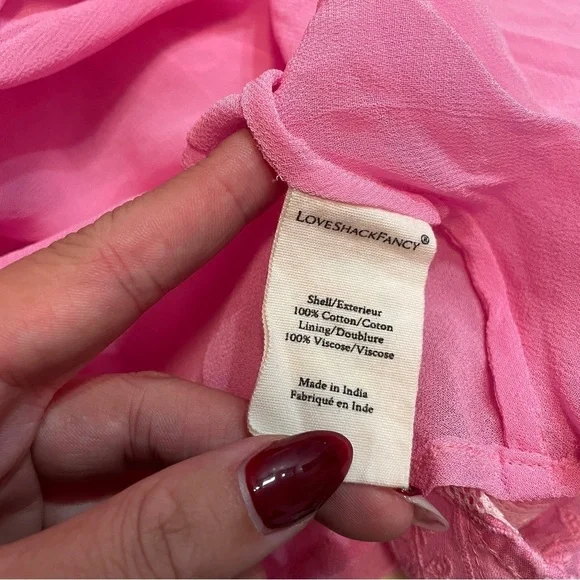 LOVESHACKFANCY®
Shell/Exterieur
100% Cotton/Coton
Lining/Doublure
100% Viscose/Viscose
Made in India
Fabriqué en Inde